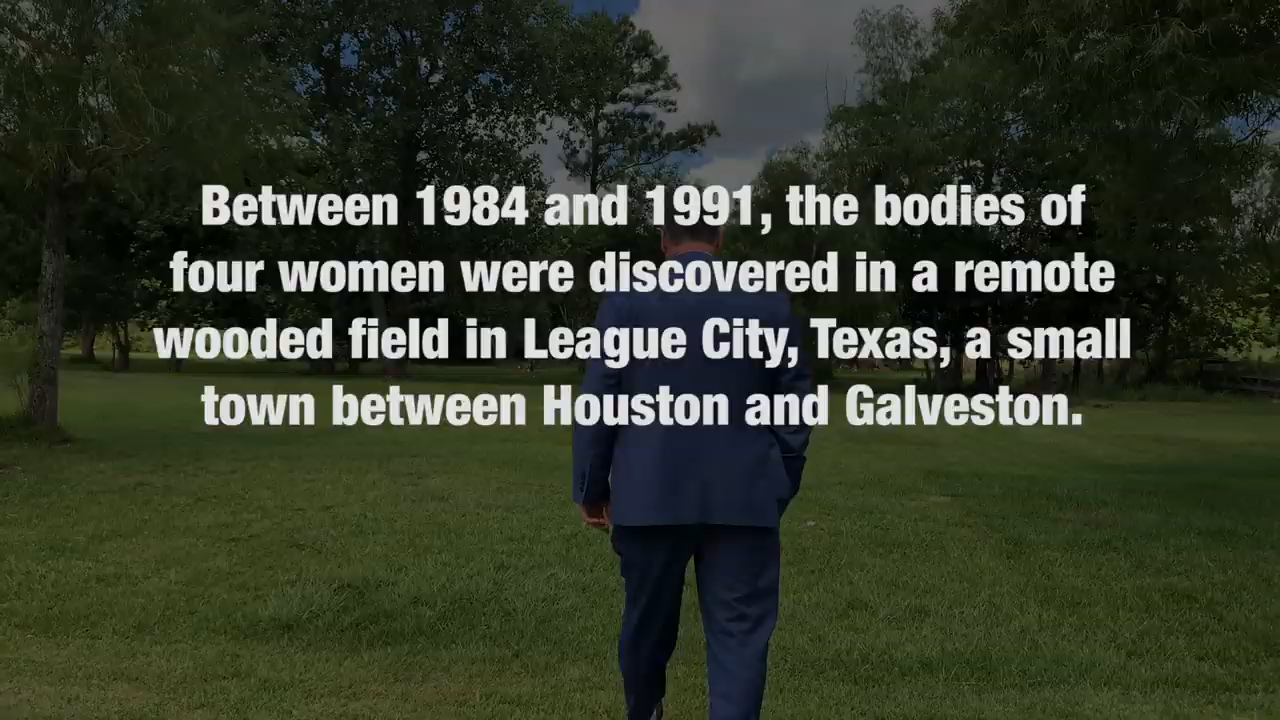 Between 1984 and 1991, the bodies of
four women were discovered in a remote
wooded field in League City, Texas, a small
town between Houston and Galveston.